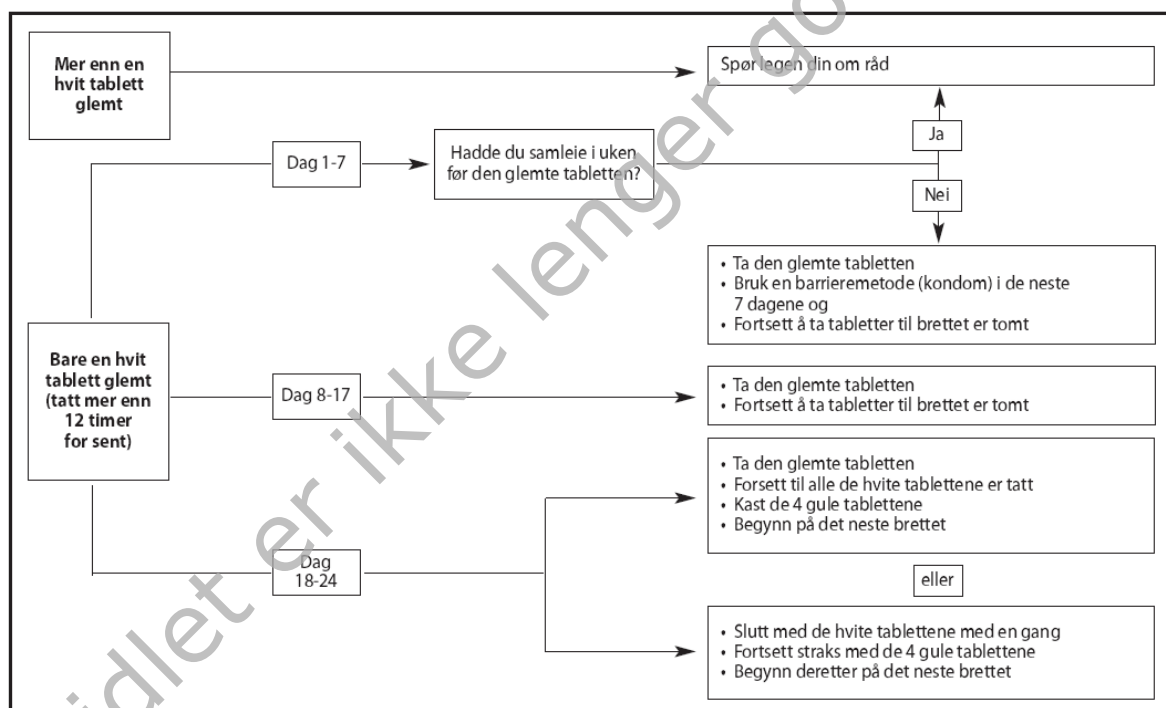 Mer enn en
hvit tablett
glemt
Spør legen din om råd
Ja
Dag 1-7
Hadde du samleie i uken
før den glemte tabletten?
Nei
• Ta den glemte tabletten
• Bruk en barrieremetode (kondom) i de neste
7 dagene og
• Fortsett å ta tabletter til brettet er tomt
Bare en hvit
tablett glemt
(tatt mer enn
12 timer
for sent)
Dag 8-17
• Ta den glemte tabletten
• Fortsett å ta tabletter til brettet er tomt
• Ta den glemte tabletten
• Forsett til alle de hvite tablettene er tatt
• Kast de 4 gule tablettene
• Begynn på det neste brettet
Dag
18-24
eller
• Slutt med de hvite tablettene med en gang
• Fortsett straks med de 4 gule tablettene
• Begynn deretter på det neste brettet
idlet er ikke lenger go